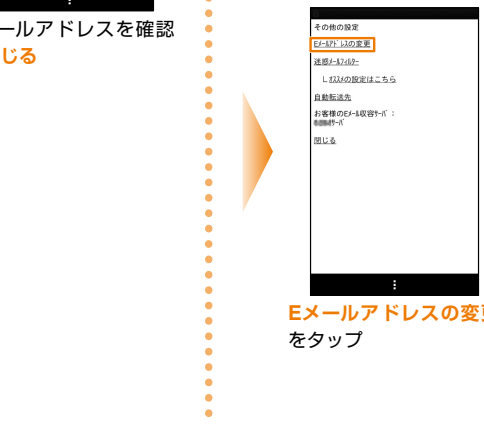 ールアドレスを確認
じる
その他の設定
Eﾒｰﾙｱﾄﾞﾚｽの変更
迷惑ﾒｰﾙﾌｨﾙﾀｰ
└ ｵｽｽﾒの設定はこちら
自動転送先
お客様のEﾒｰﾙ収容ｻｰﾊﾞ：
ｻｰﾊﾞ
閉じる
Eメールアドレスの変更
をタップ